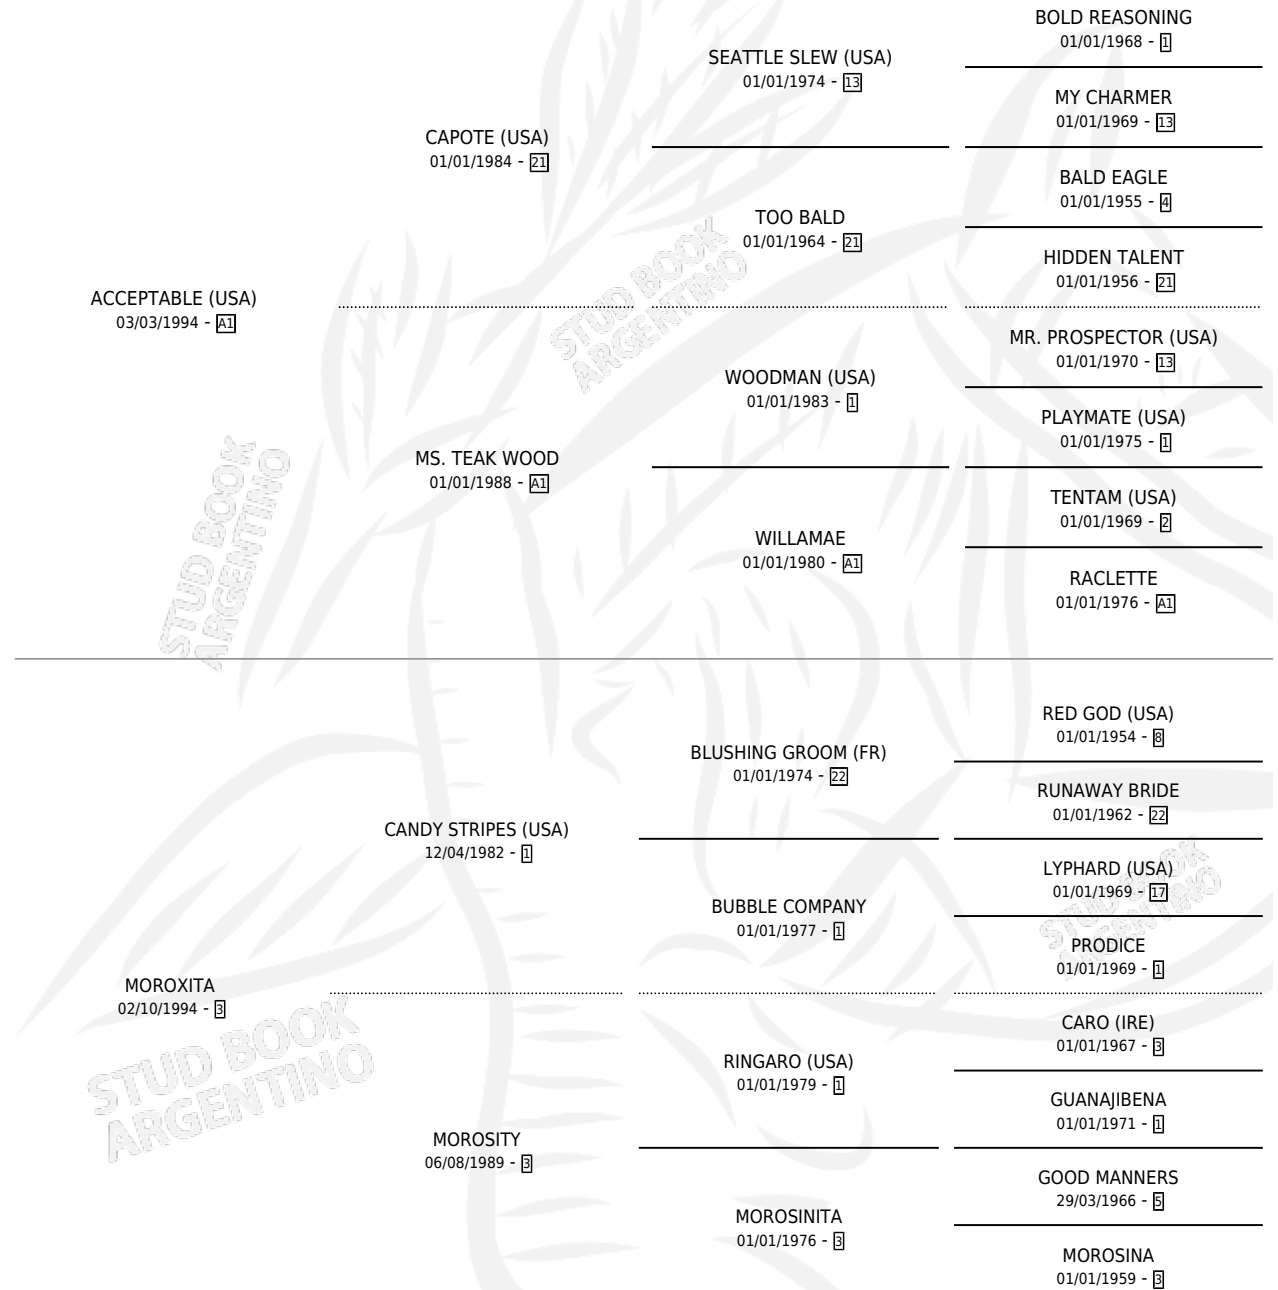 BOLD REASONING
01/01/1968 - 1
SEATTLE SLEW (USA)
01/01/1974 - 13
MY CHARMER
01/01/1969 - 13
CAPOTE (USA)
01/01/1984 - 21
BALD EAGLE
01/01/1955 - 4
TOO BALD
01/01/1964 - 21
HIDDEN TALENT
01/01/1956 - 21
ACCEPTABLE (USA)
03/03/1994 - A1
STUD BOOK
ARGENTINO
MR. PROSPECTOR (USA)
01/01/1970 - 13
WOODMAN (USA)
01/01/1983 - 1
PLAYMATE (USA)
01/01/1975 - 1
MS. TEAK WOOD
01/01/1988 - A1
TENTAM (USA)
01/01/1969 - 2
WILLAMAE
01/01/1980 - A1
RACLETTE
01/01/1976 - A1
STUD BOOK
ARGENTINO
RED GOD (USA)
01/01/1954 - 8
BLUSHING GROOM (FR)
01/01/1974 - 22
RUNAWAY BRIDE
01/01/1962 - 22
CANDY STRIPES (USA)
12/04/1982 - 1
LYPHARD (USA)
01/01/1969 - 17
BUBBLE COMPANY
01/01/1977 - 1
PRODICE
01/01/1969 - 1
STUD BOOK
ARGENTINO
MOROXITA
02/10/1994 - 3
CARO (IRE)
01/01/1967 - 3
RINGARO (USA)
01/01/1979 - 1
GUANAJIBENA
01/01/1971 - 1
STUD BOOK
ARGENTINO
MOROSITY
06/08/1989 - 3
GOOD MANNERS
29/03/1966 - 5
MOROSINITA
01/01/1976 - 3
MOROSINA
01/01/1959 - 3